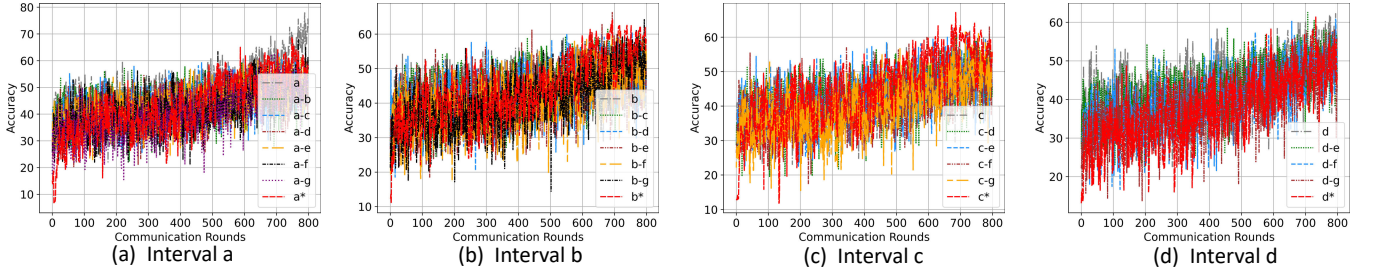 80
70
60
50
40
30
20
10
Accuracy
a
a-b
a-c
a-d
a-e
a-f
a-g
a*
0 100 200 300 400 500 600 700 800
Communication Rounds
(a) Interval a
70
60
50
40
30
20
10
Accuracy
b
b-c
b-d
b-e
b-f
b-g
b*
0 100 200 300 400 500 600 700 800
Communication Rounds
(b) Interval b
70
60
50
40
30
20
10
Accuracy
c
c-d
c-e
c-f
c-g
c*
0 100 200 300 400 500 600 700 800
Communication Rounds
(c) Interval c
60
50
40
30
20
Accuracy
d
d-e
d-f
d-g
d*
0 100 200 300 400 500 600 700 800
Communication Rounds
(d) Interval d